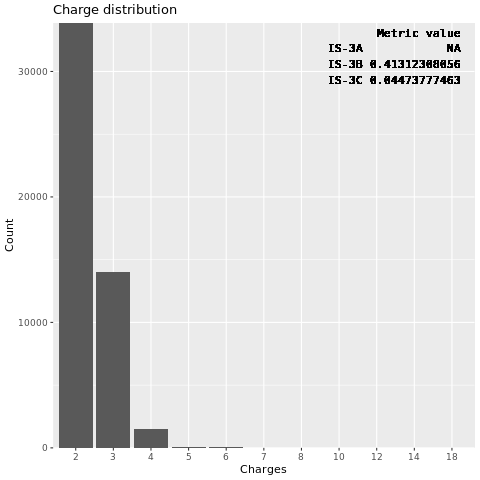 Charge distribution
Metric value
IS-3A NA
IS-3B 0.41312308056
IS-3C 0.04473777463
30000
20000
10000
0
Count
2 3 4 5 6 7 8 10 12 14 18
Charges